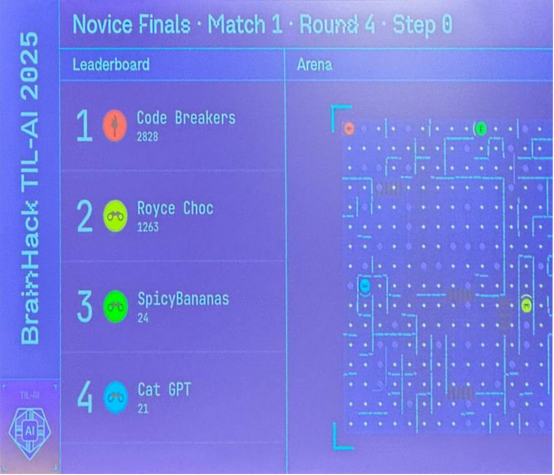 BrainHack TIL-AI 2025
TIL-AI
AI
Novice Finals · Match 1 · Round 4 · Step 0
Leaderboard
Arena
1
Code Breakers
2828
2
Royce Choc
1263
3
SpicyBananas
24
4
Cat GPT
21